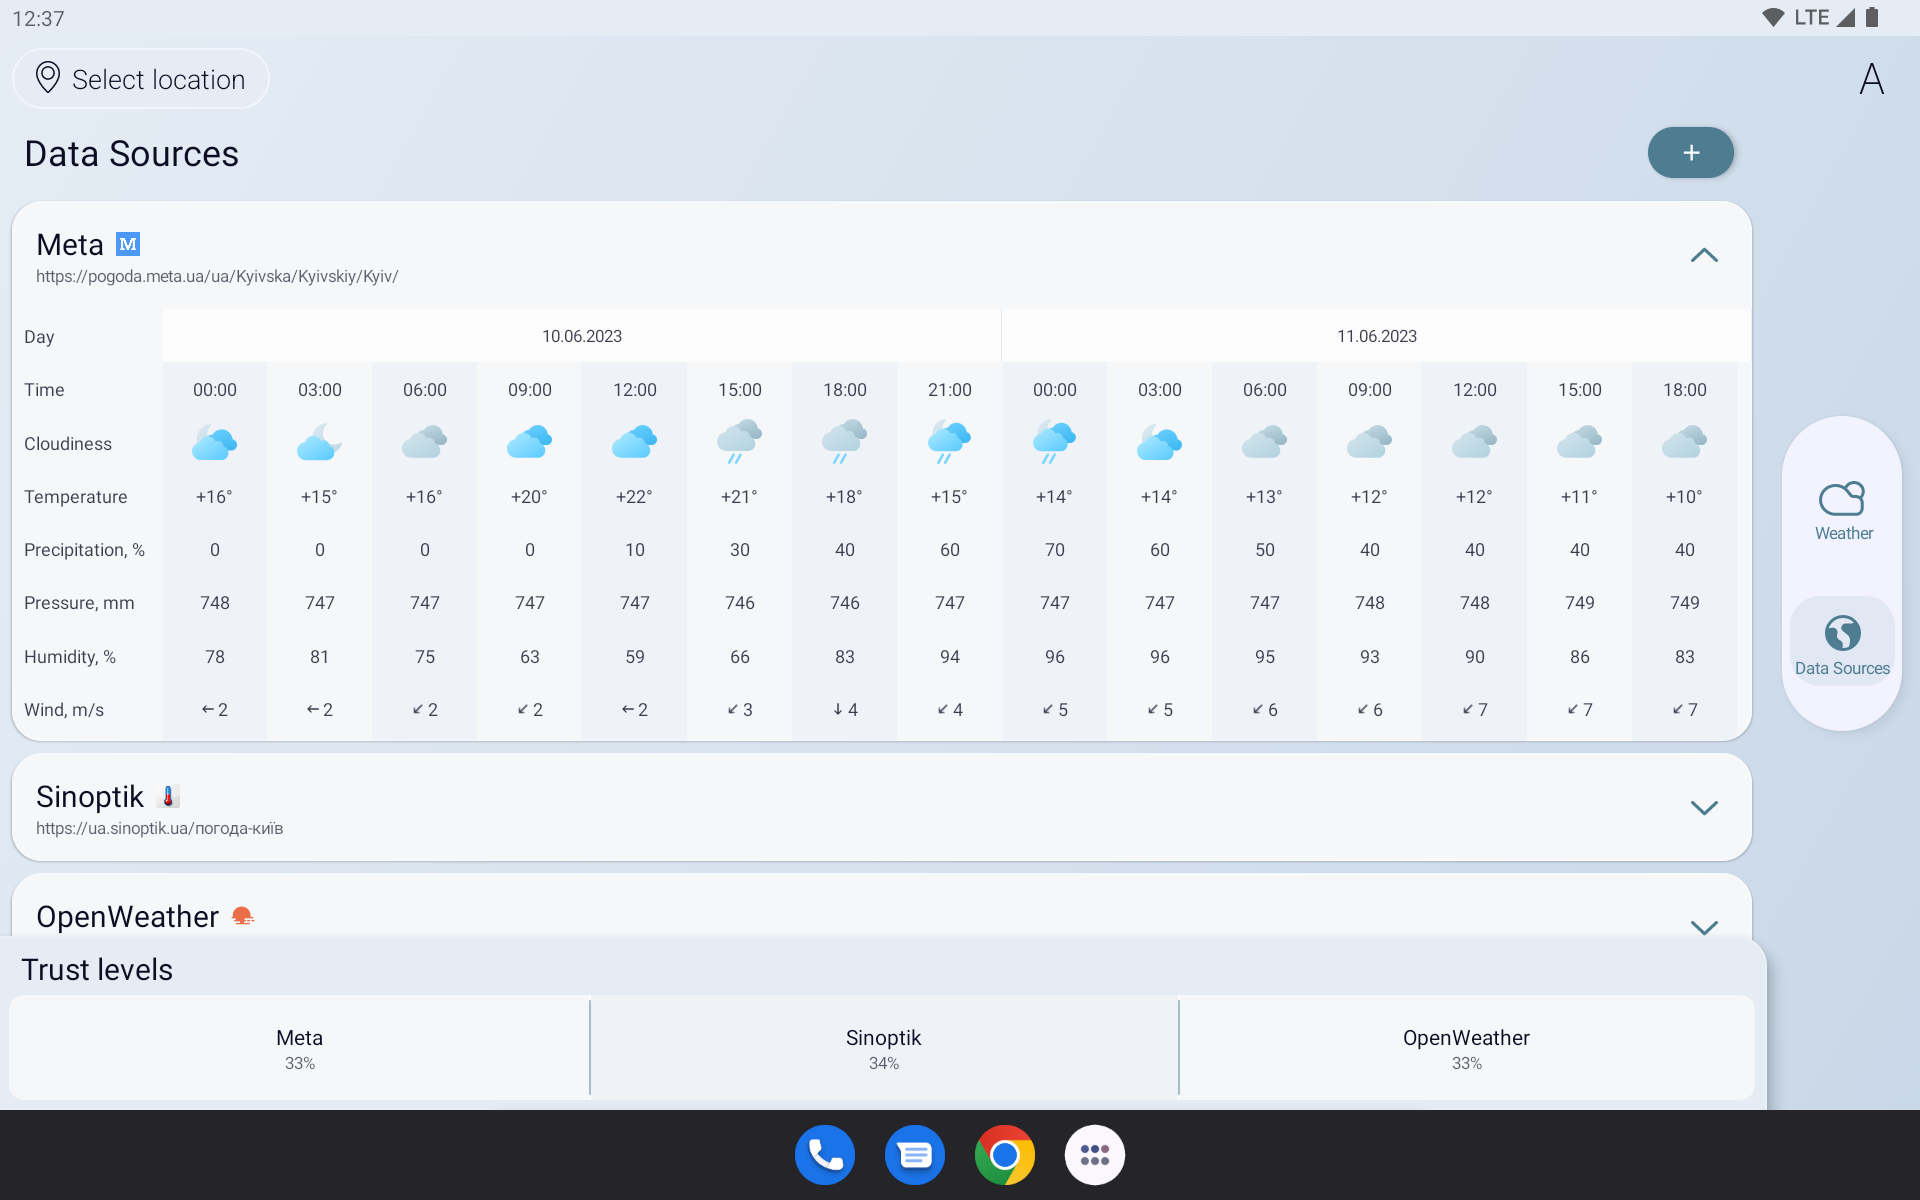 12:37
LTE
Select location
A
Data Sources
+
Meta M
https://pogoda.meta.ua/ua/Kyivska/Kyivskiy/Kyiv/
Day 10.06.2023 11.06.2023
Time 00:00 03:00 06:00 09:00 12:00 15:00 18:00 21:00 00:00 03:00 06:00 09:00 12:00 15:00 18:00
Cloudiness
Temperature +16° +15° +16° +20° +22° +21° +18° +15° +14° +14° +13° +12° +12° +11° +10°
Precipitation, % 0 0 0 0 10 30 40 60 70 60 50 40 40 40 40
Pressure, mm 748 747 747 747 747 746 746 747 747 747 747 748 748 749 749
Humidity, % 78 81 75 63 59 66 83 94 96 96 95 93 90 86 83
Wind, m/s ←2 ←2 ↙2 ↙2 ←2 ↙3 ↓4 ↙4 ↙5 ↙5 ↙6 ↙6 ↙7 ↙7 ↙7
Weather
Data Sources
Sinoptik
https://ua.sinoptik.ua/погода-київ
OpenWeather
Trust levels
Meta
33%
Sinoptik
34%
OpenWeather
33%